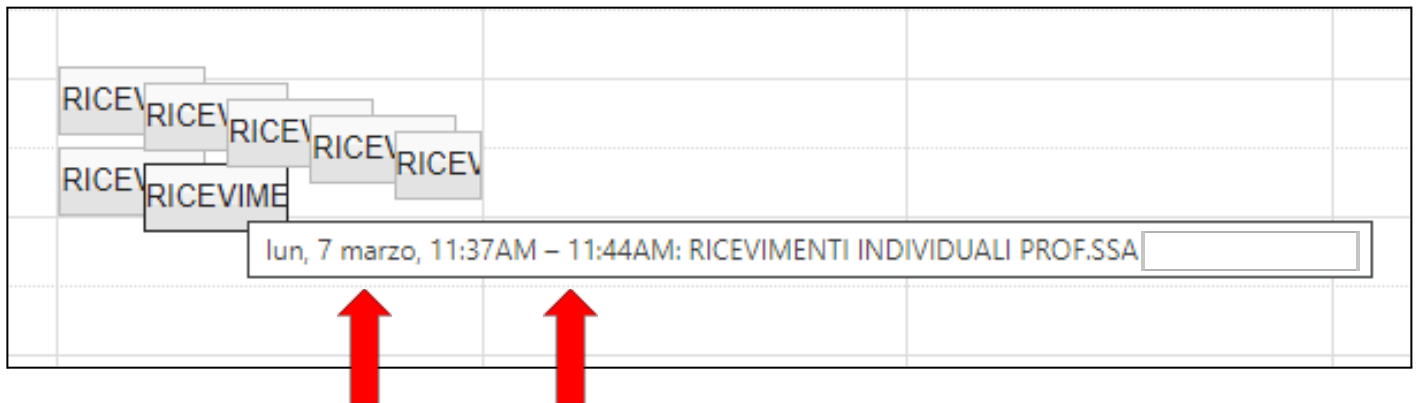 RICEV
RICEV
RICEV
RICEV
RICEV
RICEV
RICEVIME
lun, 7 marzo, 11:37AM – 11:44AM: RICEVIMENTI INDIVIDUALI PROF.SSA